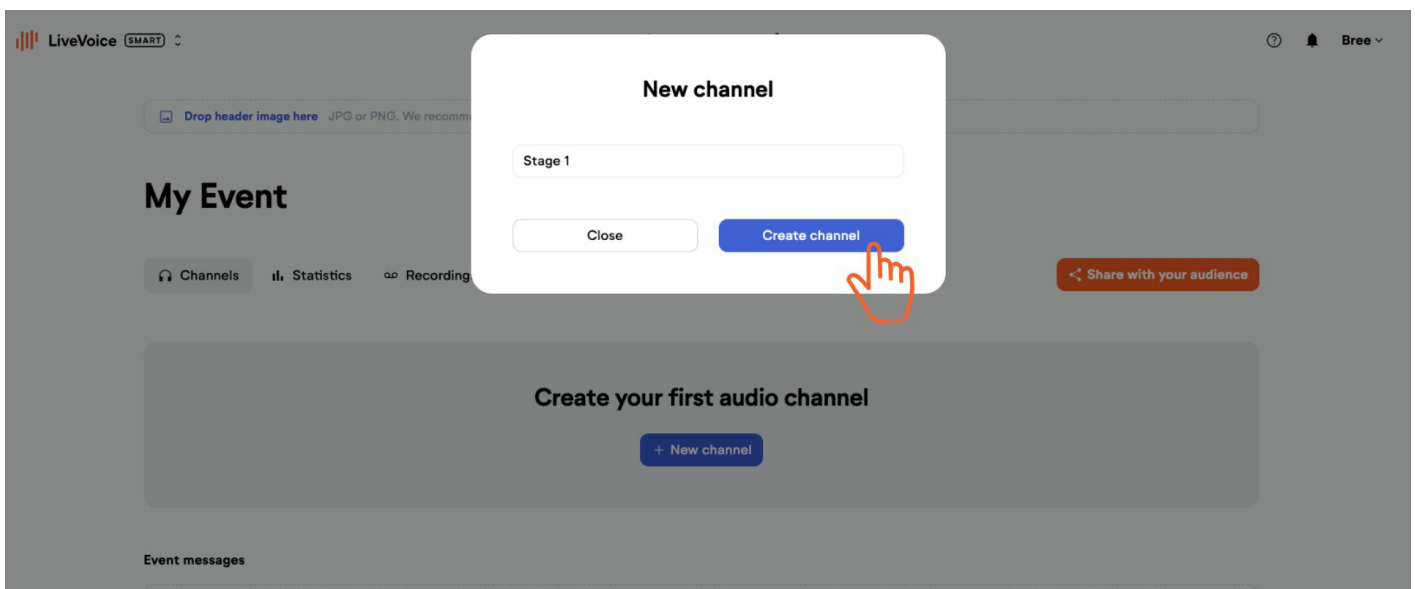 LiveVoice SMART
Bree
New channel
Drop header image here JPG or PNG. We recomm
Stage 1
My Event
Close
Create channel
Channels
Statistics
Recording
Share with your audience
Create your first audio channel
+ New channel
Event messages